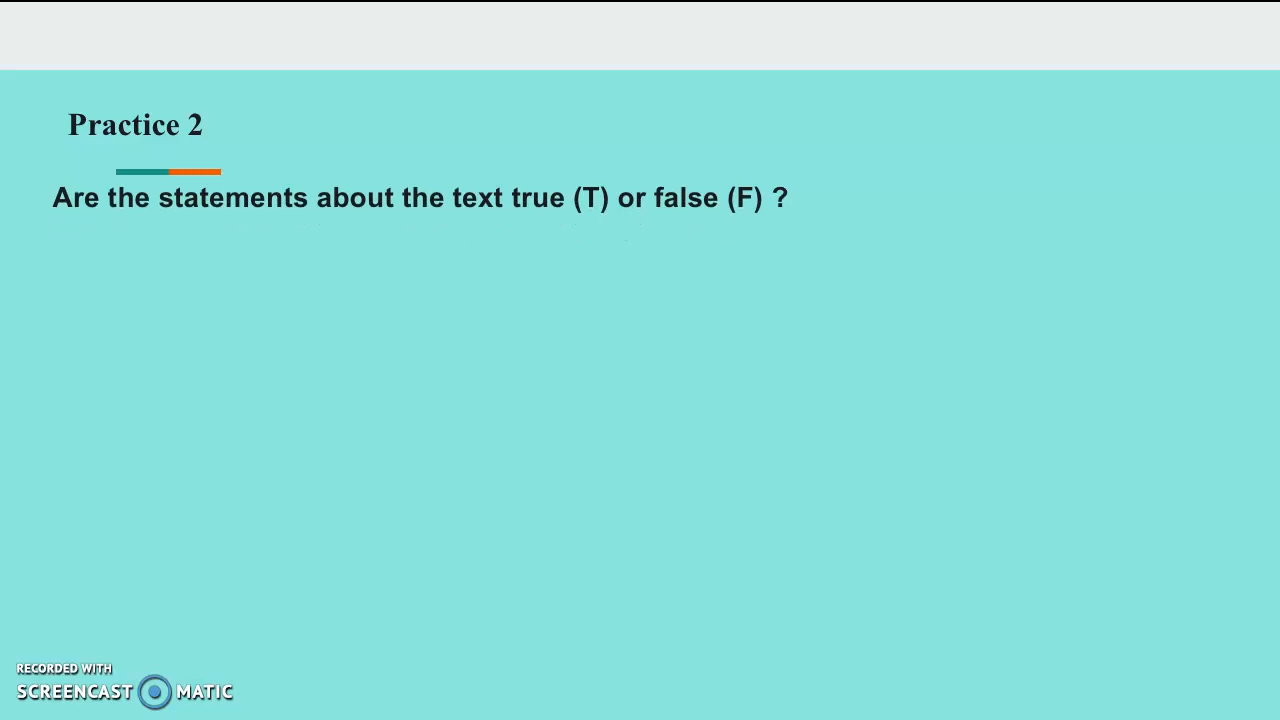 Practice 2
Are the statements about the text true (T) or false (F) ?
RECORDED WITH
SCREENCAST MATIC